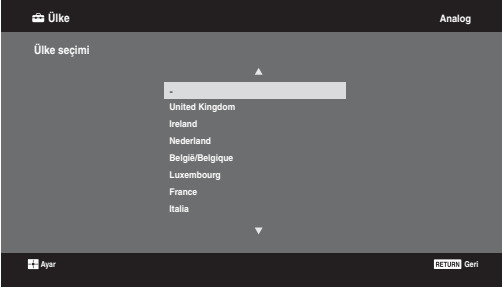 Ülke
Analog
Ülke seçimi
-
United Kingdom
Ireland
Nederland
België/Belgique
Luxembourg
France
Italia
Ayar
RETURN Geri